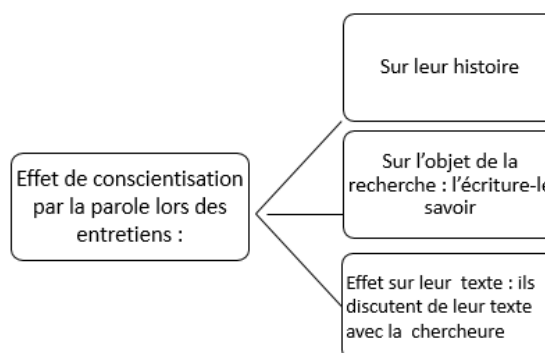 Effet de conscientisation
par la parole lors des
entretiens :
Sur leur histoire
Sur l'objet de la
recherche : l'écriture-le
savoir
Effet sur leur texte : ils
discutent de leur texte
avec la chercheure